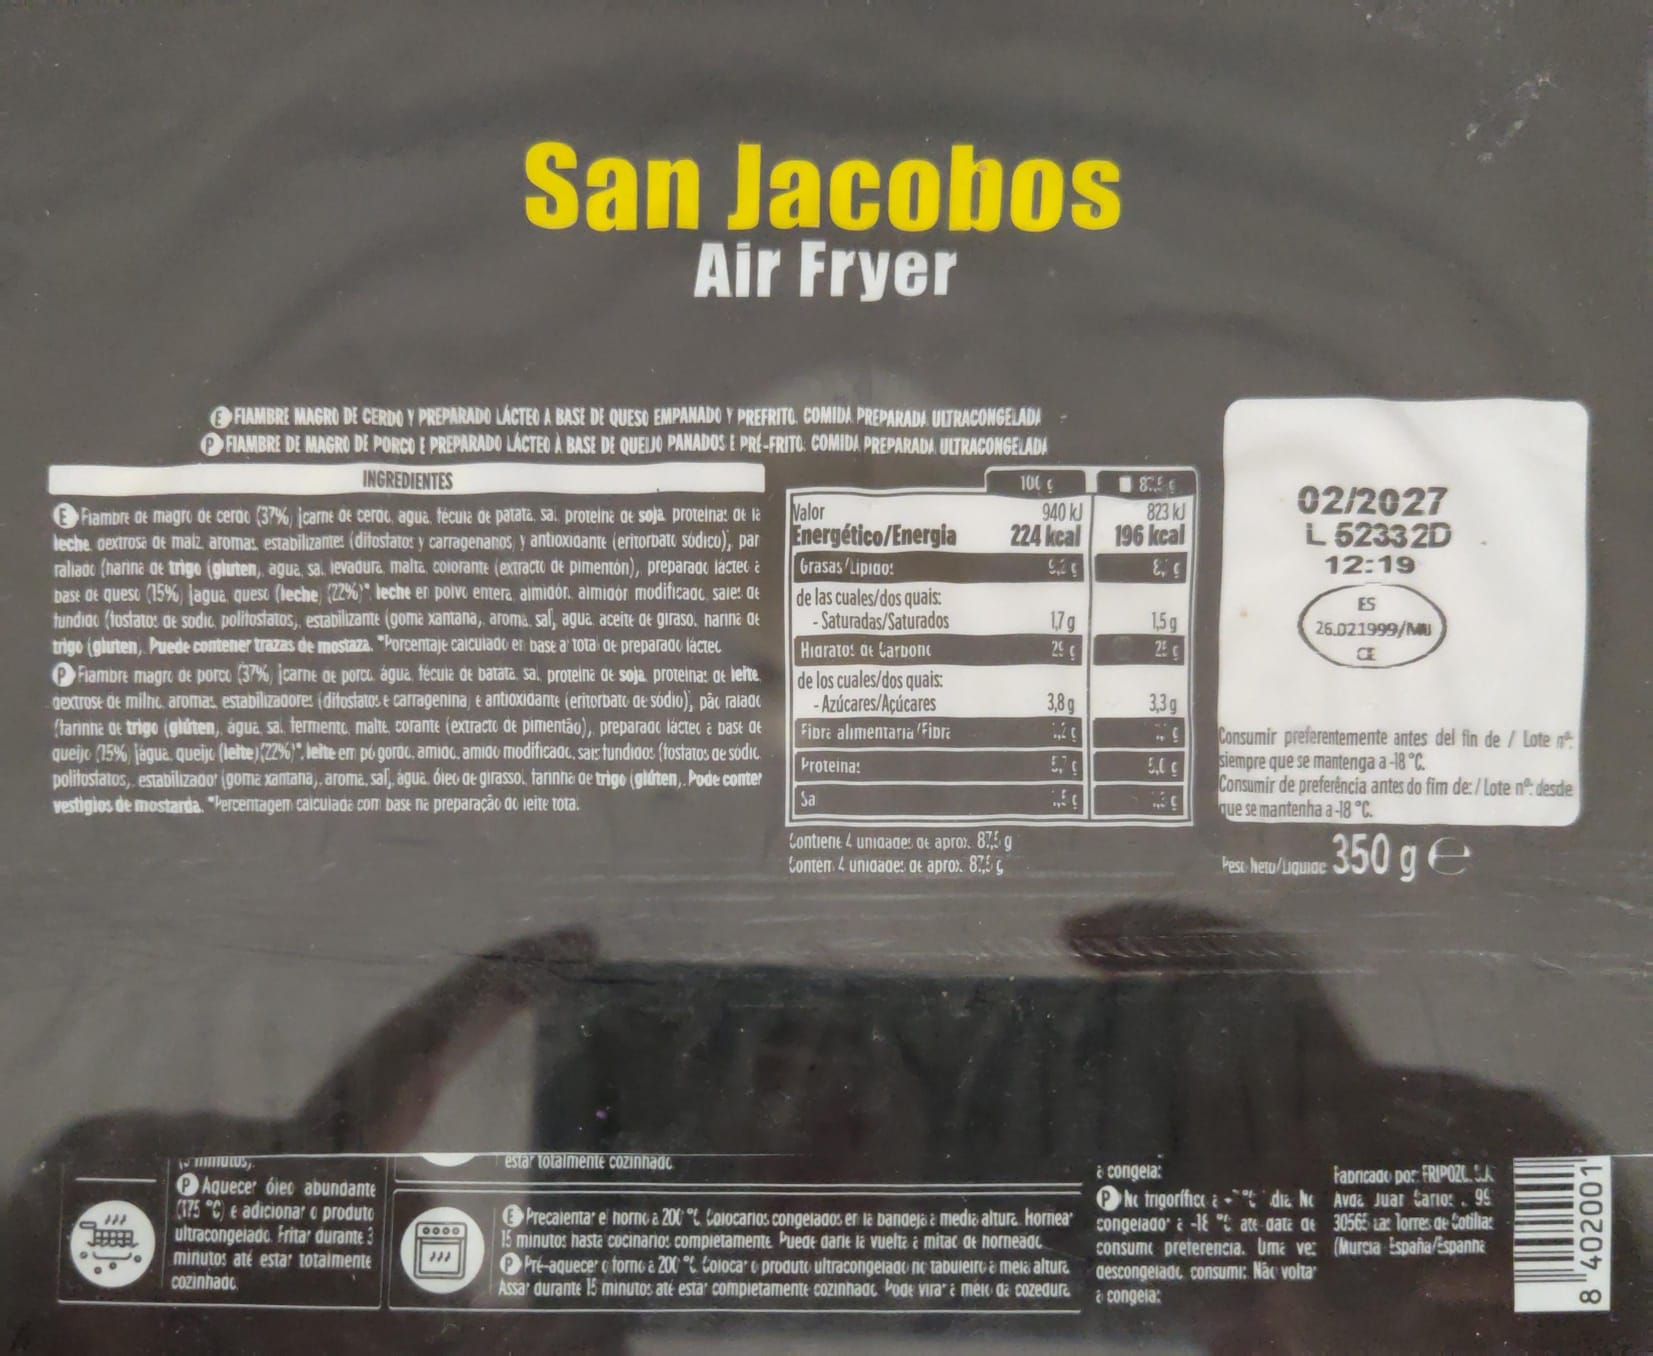 San Jacobos
Air Fryer
E FIAMBRE MAGRO DE CERDO Y PREPARADO LÁCTEO A BASE DE QUESO EMPANADO Y PREFRITO. COMIDA PREPARADA ULTRACONGELADA
P FIAMBRE DE MAGRO DE PORCO E PREPARADO LÁCTEO À BASE DE QUEIJO PANADOS E PRÉ-FRITO. COMIDA PREPARADA ULTRACONGELADA
INGREDIENTES
E Fiambre de magro de cerdo (37%) [carne de cerdo, agua, fécula de patata, sal, proteína de soja, proteínas de la
leche, dextrosa de maíz, aromas, estabilizantes (difosfatos y carragenanos) y antioxidante (eritorbato sódico)], pan
rallado (harina de trigo (gluten), agua, sal, levadura, malta, colorante (extracto de pimentón)), preparado lácteo a
base de queso (15%) [agua, queso (leche) (22%)*, leche en polvo entera, almidón, almidón modificado, sales de
fundido (fosfatos de sodio, polifosfatos), estabilizante (goma xantana), aroma, sal], agua, aceite de girasol, harina de
trigo (gluten). Puede contener trazas de mostaza. *Porcentaje calculado en base al total de preparado lácteo.
P Fiambre magro de porco (37%) [carne de porco, água, fécula de batata, sal, proteína de soja, proteínas de leite,
dextrose de milho, aromas, estabilizadores (difosfatos e carragenina) e antioxidante (eritorbato de sódio)], pão ralado
(farinha de trigo (glúten), água, sal, fermento, malte, corante (extracto de pimentão)), preparado lácteo à base de
queijo (15%) [água, queijo (leite)(22%)*, leite em pó gordo, amido, amido modificado, sais fundidos (fosfatos de sódio,
polifosfatos), estabilizador (goma xantana), aroma, sal], água, óleo de girassol, farinha de trigo (glúten). Pode conter
vestígios de mostarda. *Percentagem calculada com base na preparação do leite total.
100 g 87,5 g
Valor 940 kJ 823 kJ
Energético/Energia 224 kcal 196 kcal
Grasas/Lípidos
de las cuales/dos quais:
- Saturadas/Saturados 1,7 g 1,5 g
Hidratos de Carbono
de los cuales/dos quais:
- Azúcares/Açúcares 3,8 g 3,3 g
Fibra alimentaria/Fibra
Proteínas 5,7 g 5,0 g
Sal
Contiene 4 unidades de aprox. 87,5 g
Contém 4 unidades de aprox. 87,5 g
02/2027
L 52332D
12:19
ES
26.021999/MU
CE
Consumir preferentemente antes del fin de / Lote nº:
siempre que se mantenga a -18 °C.
Consumir de preferência antes do fim de: / Lote nº: desde
que se mantenha a -18 °C.
Peso Neto/Líquido 350 g ℮
minutos).
P Aquecer óleo abundante
(175 °C) e adicionar o produto
ultracongelado. Fritar durante 3
minutos até estar totalmente
cozinhado.
estar totalmente cozinhado.
E Precalentar el horno a 200 °C. Colocarlos congelados en la bandeja a media altura. Hornear
15 minutos hasta cocinarlos completamente. Puede darle la vuelta a mitad de horneado.
P Pré-aquecer o forno a 200 °C. Colocar o produto ultracongelado no tabuleiro a meia altura.
Assar durante 15 minutos até estar completamente cozinhado. Pode virar a meio da cozedura.
a congelar.
P No frigorífico a °C dia. No
congelador a -18 °C até data de
consumo preferencia. Uma vez
descongelado, consumir. Não voltar
a congelar.
Fabricado por: FRIPOZO, S.A.
Avda. Juan Carlos I, 99
30565 Las Torres de Cotillas
(Murcia) España/Espanha
8 402001